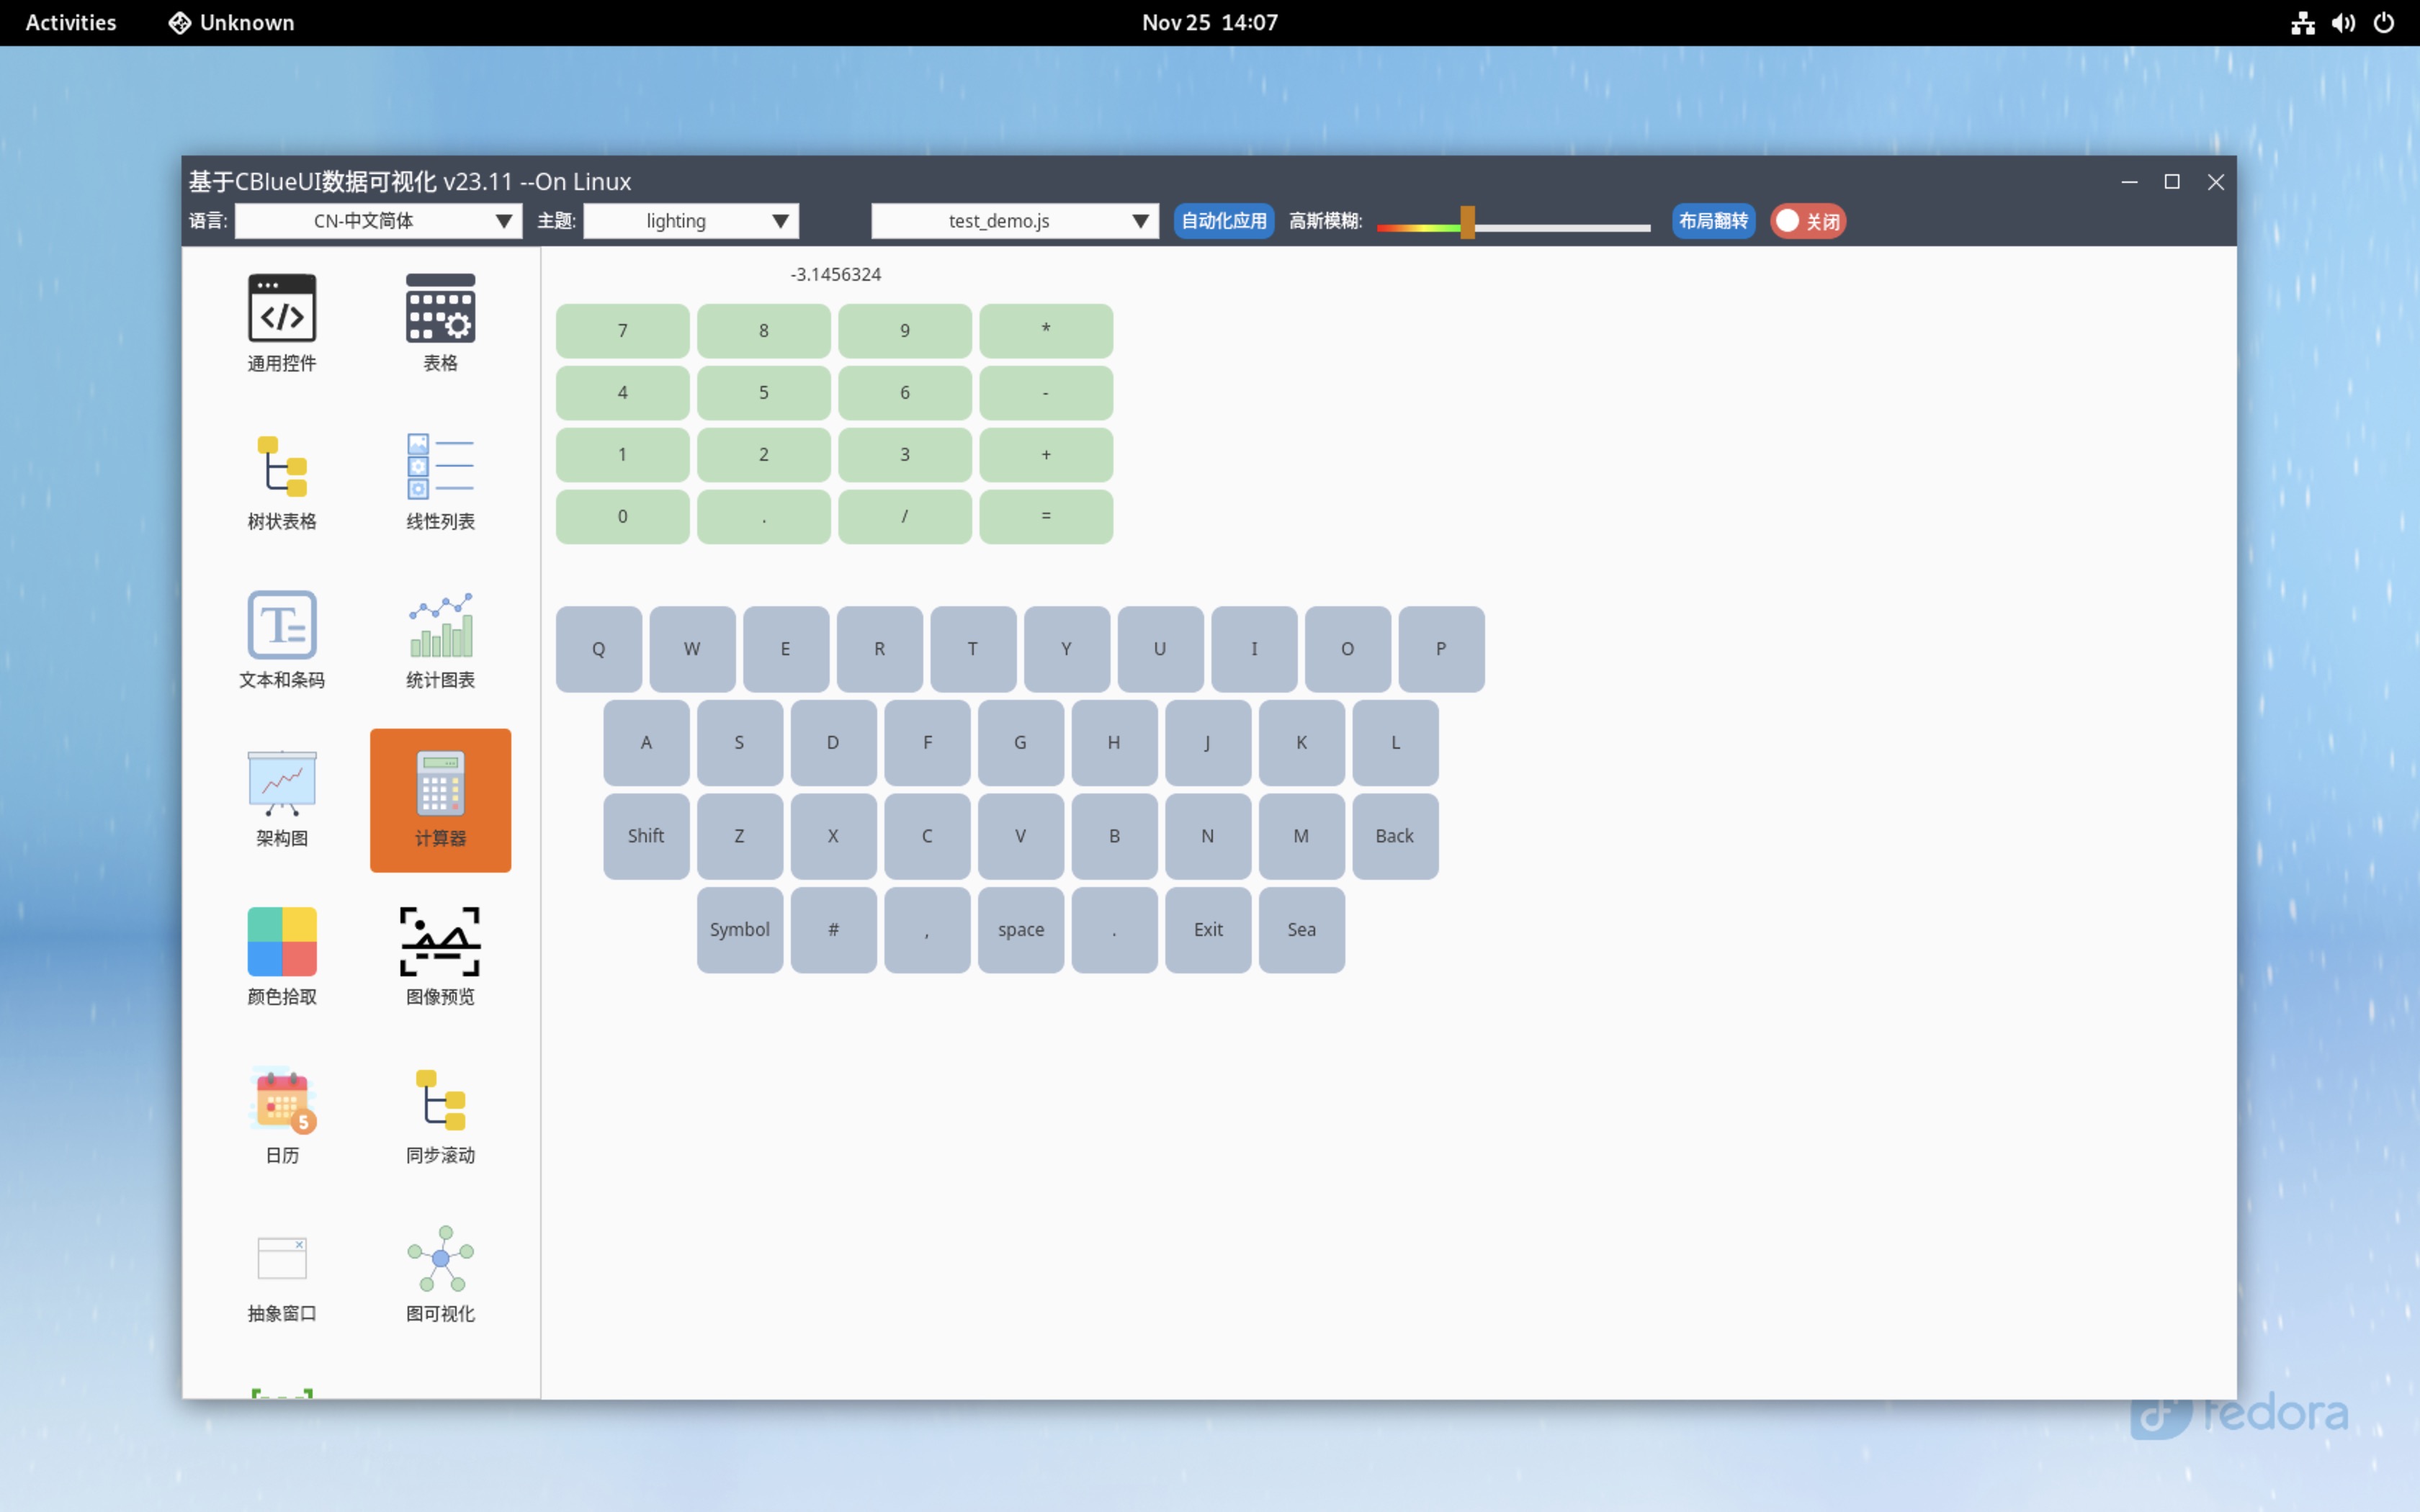 Activities Unknown Nov 25 14:07
基于CBlueUI数据可视化 v23.11 --On Linux
语言: CN-中文简体 主题: lighting test_demo.js 自动化应用 高斯模糊: 布局翻转 关闭
通用控件 表格
树状表格 线性列表
文本和条码 统计图表
架构图 计算器
颜色拾取 图像预览
5
日历 同步滚动
抽象窗口 图可视化
-3.1456324
7 8 9 *
4 5 6 -
1 2 3 +
0 . / =
Q W E R T Y U I O P
A S D F G H J K L
Shift Z X C V B N M Back
Symbol # , space . Exit Sea
fedora